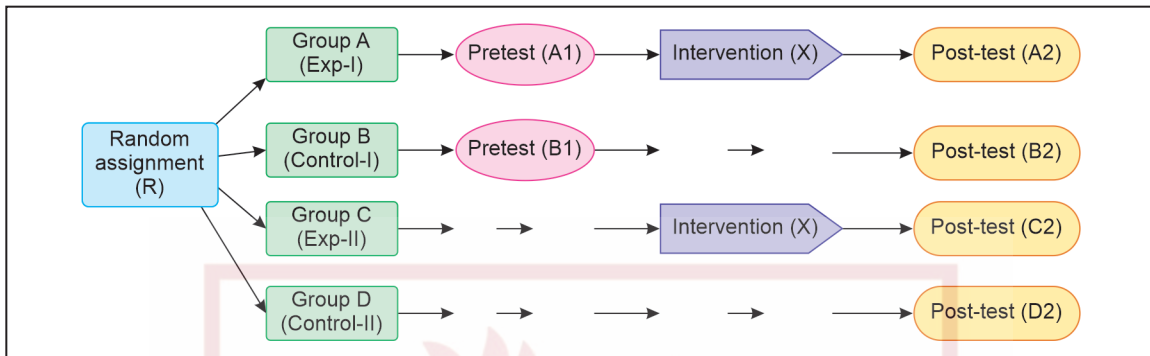 Group A
(Exp-I)
Pretest (A1)
Intervention (X)
Post-test (A2)
Random
assignment
(R)
Group B
(Control-I)
Pretest (B1)
Post-test (B2)
Group C
(Exp-II)
Intervention (X)
Post-test (C2)
Group D
(Control-II)
Post-test (D2)